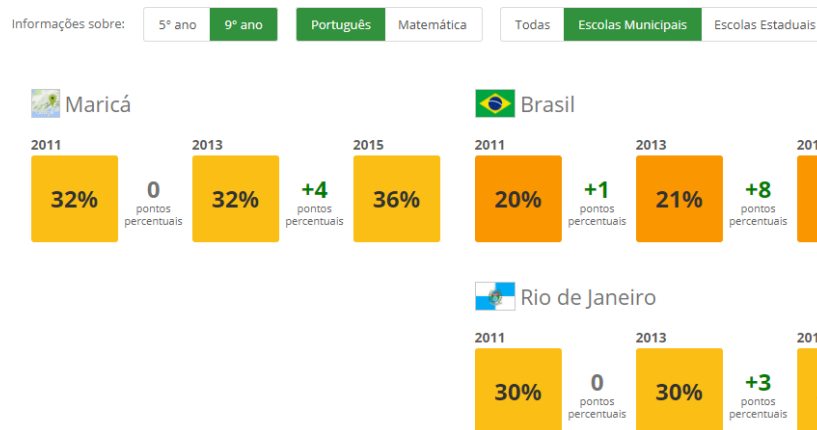 Informações sobre: 5º ano 9º ano Português Matemática Todas Escolas Municipais Escolas Estaduais
Maricá
2011 2013 2015
32% 0 pontos percentuais 32% +4 pontos percentuais 36%
Brasil
2011 2013 201
20% +1 pontos percentuais 21% +8 pontos percentuais
Rio de Janeiro
2011 2013 201
30% 0 pontos percentuais 30% +3 pontos percentuais